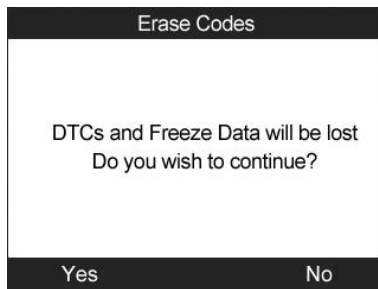 Erase Codes
DTCs and Freeze Data will be lost
Do you wish to continue?
Yes No